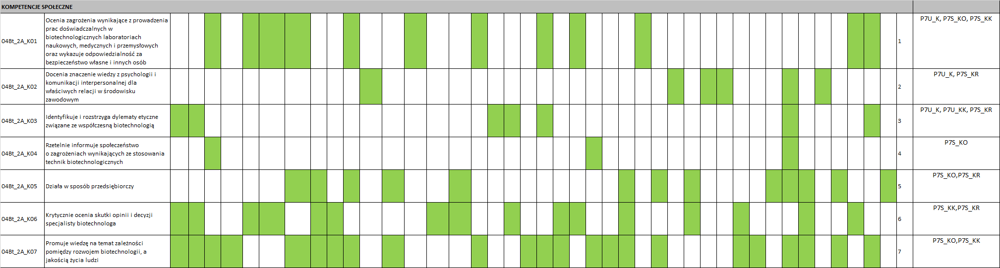 KOMPETENCJE SPOŁECZNE
04Bt_2A_K01
Ocenia zagrożenia wynikające z prowadzenia
prac doświadczalnych w
biotechnologicznych laboratoriach
naukowych, medycznych i przemysłowych
oraz wykazuje odpowiedzialność za
bezpieczeństwo własne i innych osób
1
P7U_K, P7S_KO, P7S_KK
04Bt_2A_K02
Docenia znaczenie wiedzy z psychologii i
komunikacji interpersonalnej dla
właściwych relacji w środowisku
zawodowym
2
P7U_K, P7S_KR
04Bt_2A_K03
Identyfikuje i rozstrzyga dylematy etyczne
związane ze współczesną biotechnologią
3
P7U_K, P7U_KK, P7S_KR
04Bt_2A_K04
Rzetelnie informuje społeczeństwo
o zagrożeniach wynikających ze stosowania
technik biotechnologicznych
4
P7S_KO
04Bt_2A_K05
Działa w sposób przedsiębiorczy
5
P7S_KO,P7S_KR
04Bt_2A_K06
Krytycznie ocenia skutki opinii i decyzji
specjalisty biotechnologa
6
P7S_KK,P7S_KR
04Bt_2A_K07
Promuje wiedzę na temat zależności
pomiędzy rozwojem biotechnologii, a
jakością życia ludzi
7
P7S_KO,P7S_KK